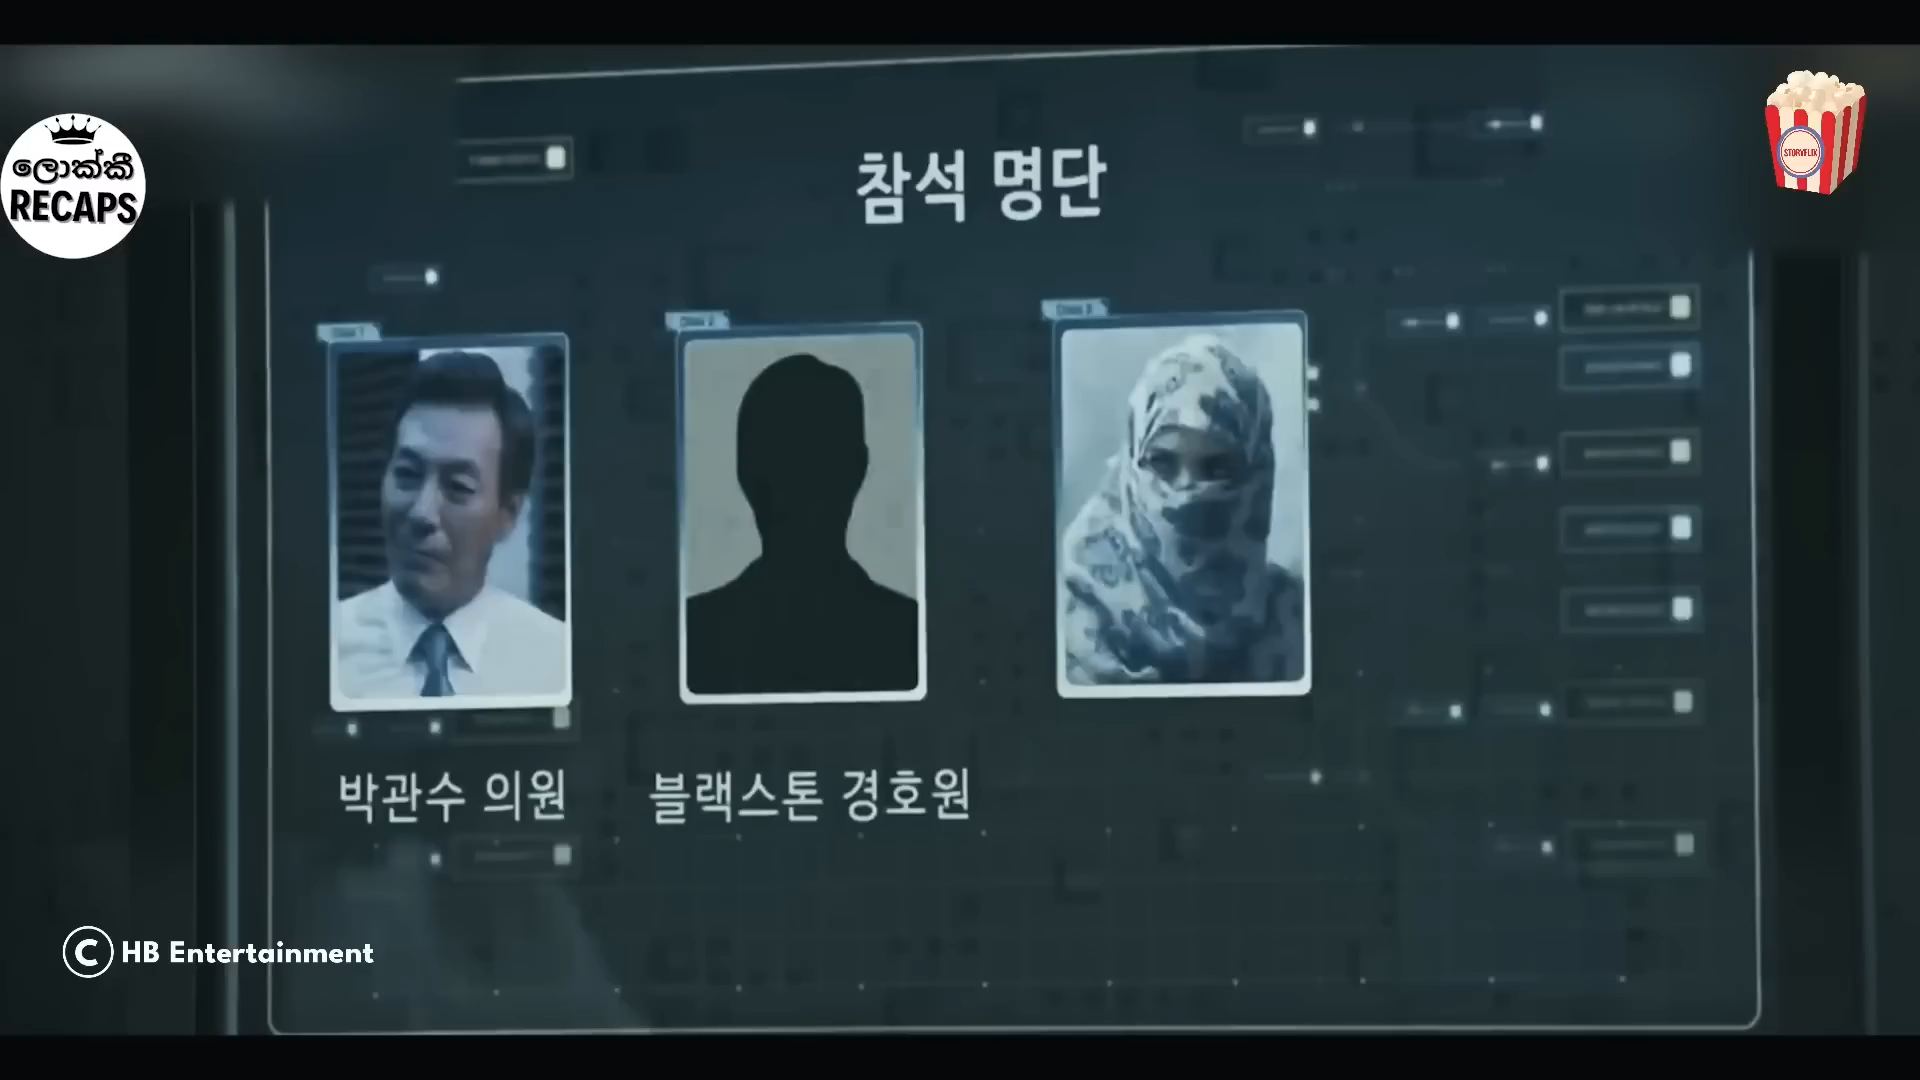 ලොක්කී
RECAPS
STORYFLIX
참석 명단
박관수 의원
블랙스톤 경호원
C HB Entertainment